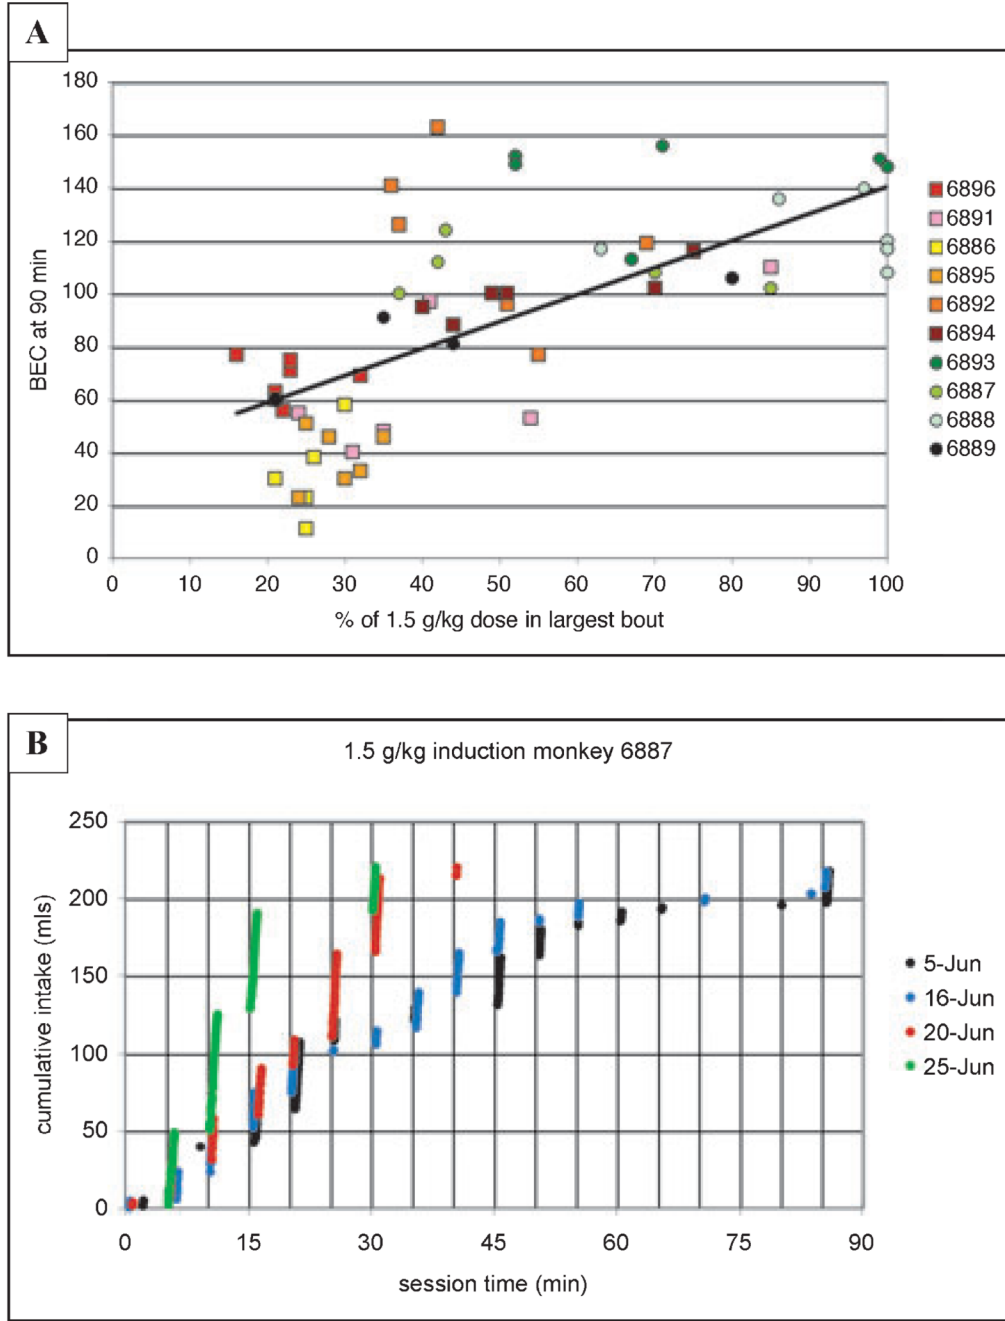 A
BEC at 90 min
180
160
140
120
100
80
60
40
20
0
0 10 20 30 40 50 60 70 80 90 100
% of 1.5 g/kg dose in largest bout
6896
6891
6886
6895
6892
6894
6893
6887
6888
6889
B
1.5 g/kg induction monkey 6887
cumulative intake (mls)
250
200
150
100
50
0
0 15 30 45 60 75 90
session time (min)
5-Jun
16-Jun
20-Jun
25-Jun